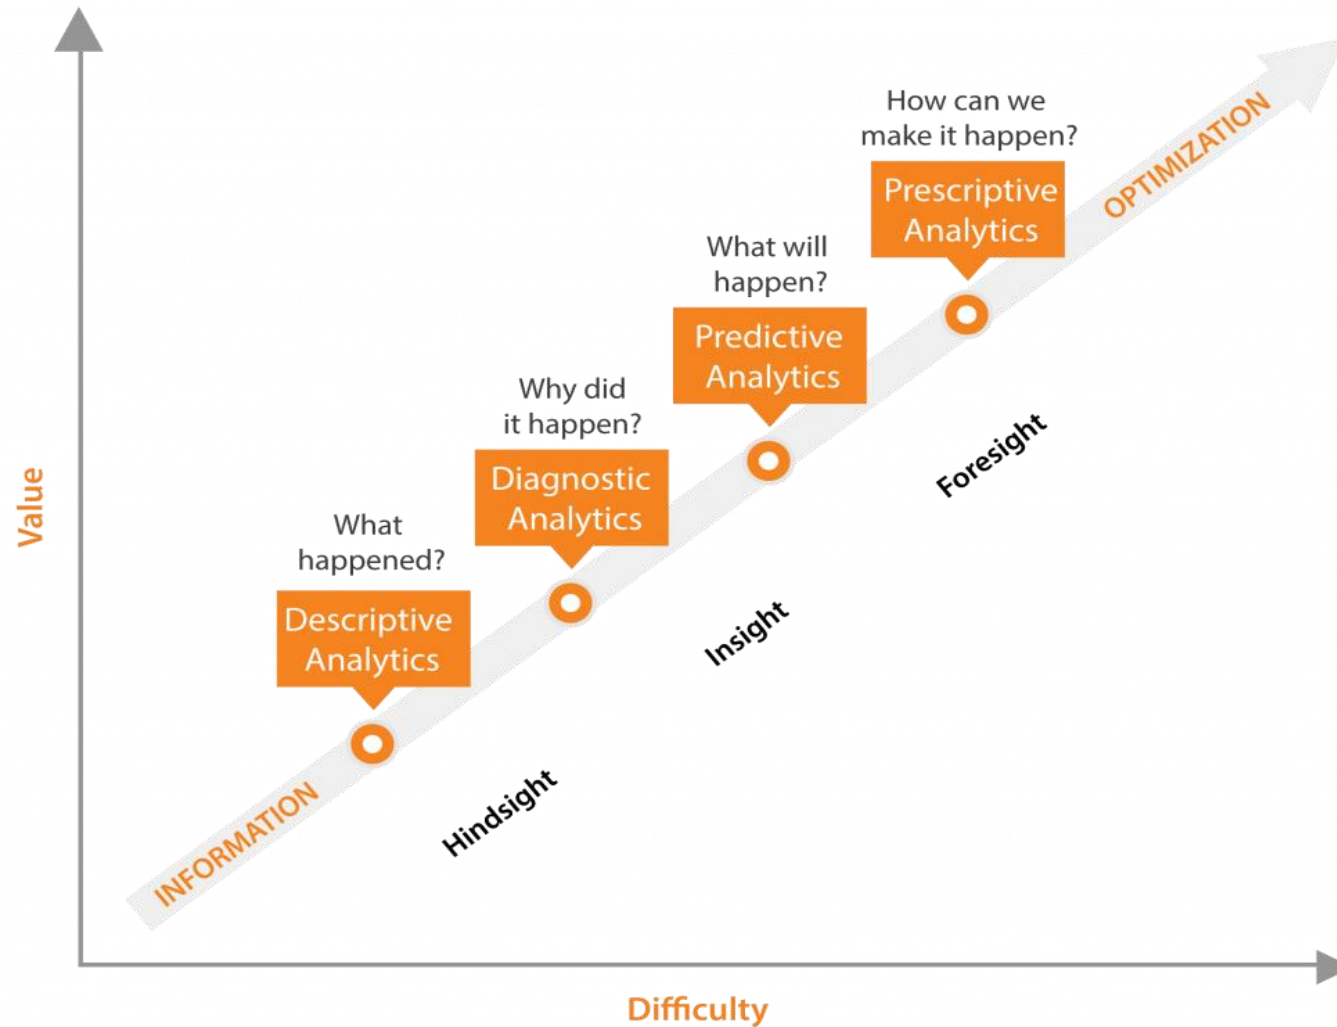 How can we
make it happen?
Prescriptive
Analytics
OPTIMIZATION
What will
happen?
Predictive
Analytics
Why did
it happen?
Diagnostic
Analytics
Foresight
Value
What
happened?
Descriptive
Analytics
Insight
INFORMATION
Hindsight
Difficulty